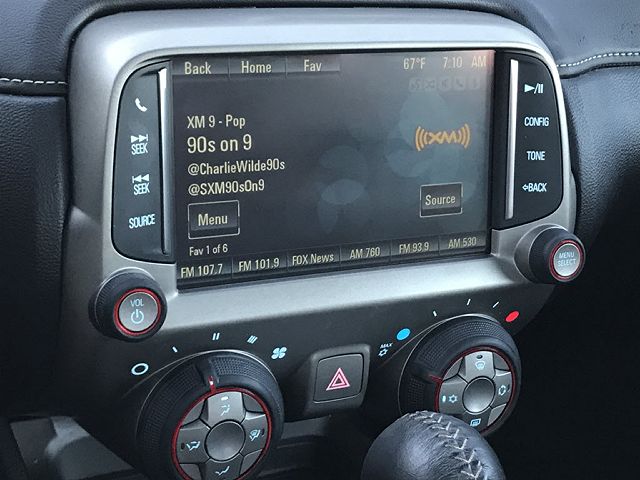 Back Home Fav 67°F 7:10 AM
XM 9 - Pop
90s on 9
@CharlieWilde90s
@SXM90sOn9
XM
Menu
Source
Fav 1 of 6
FM 107.7 FM 101.9 FOX News AM 760 FM 93.9 AM 530
SEEK
SEEK
SOURCE
CONFIG
TONE
BACK
VOL
MENU
SELECT
MAX